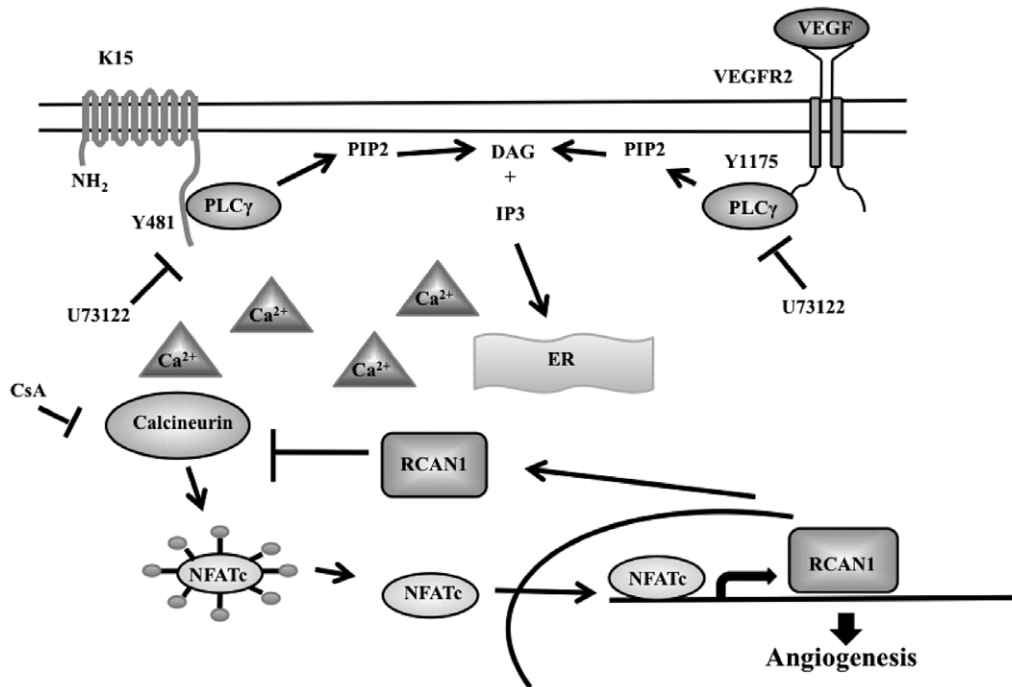 VEGF
K15
VEGFR2
PIP2
DAG
PIP2
Y1175
NH2
+
PLCγ
PLCγ
Y481
IP3
U73122
Ca2+
Ca2+
U73122
Ca2+
Ca2+
ER
CsA
Calcineurin
RCAN1
NFATc
NFATc
NFATc
RCAN1
Angiogenesis